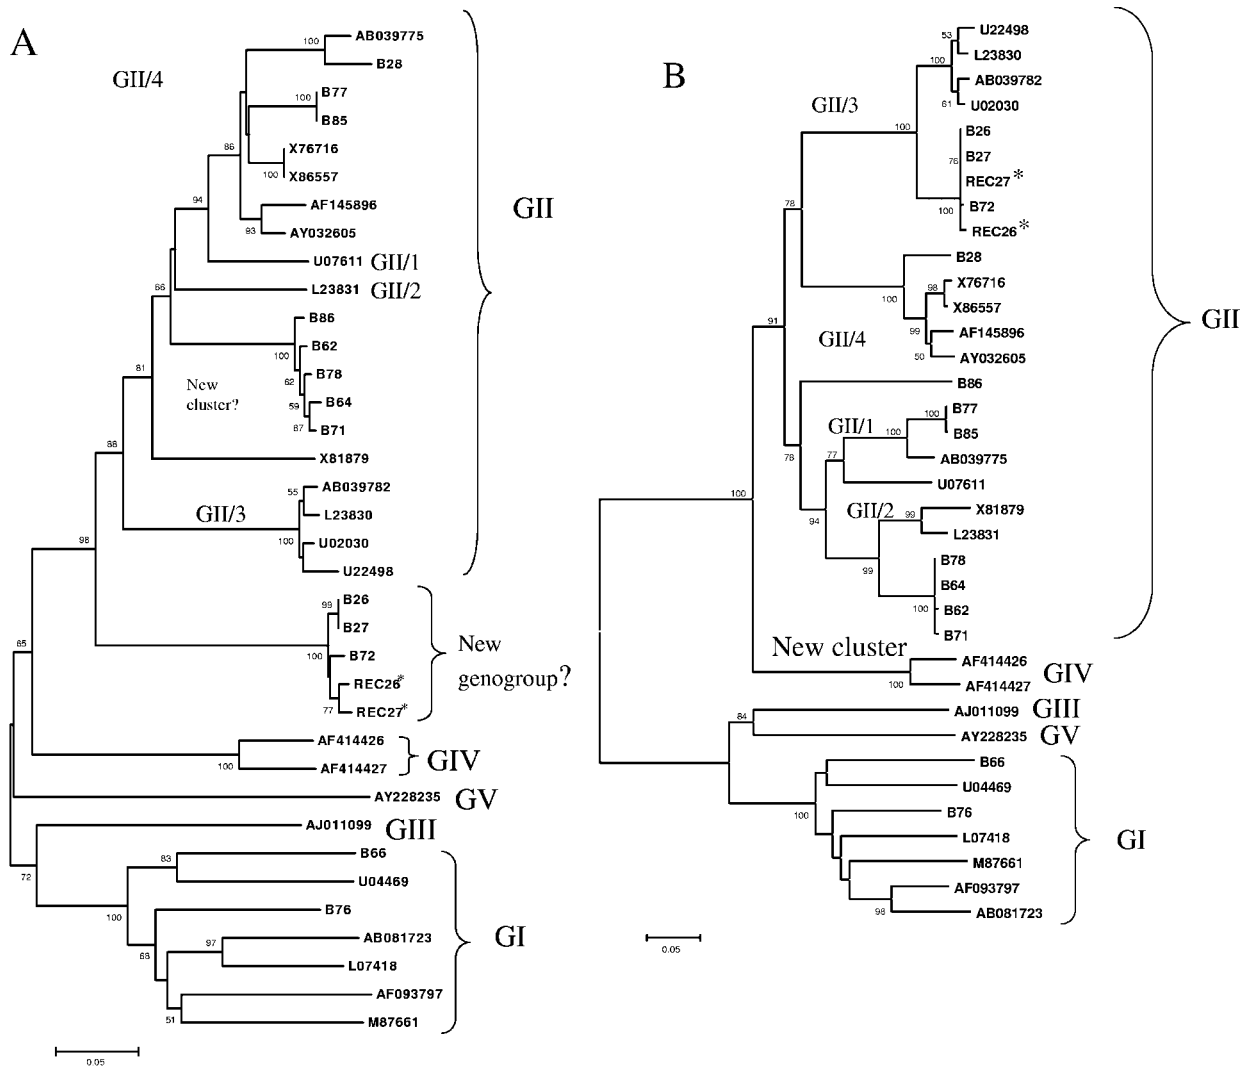 A
GII/4
100
AB039775
B28
100
B77
B85
86
X76716
100
X86557
94
AF145896
93
AY032605
GII
U07611 GII/1
66
L23831 GII/2
B86
100
B62
81
62
B78
New
cluster?
59
B64
87
B71
88
X81879
55
AB039782
GII/3
L23830
100
U02030
98
U22498
99
B26
B27
100
B72
New
genogroup?
65
REC26*
77
REC27*
AF414426
100
AF414427
GIV
AY228235
GV
AJ011099
GIII
72
83
B66
U04469
100
B76
68
97
AB081723
L07418
GI
AF093797
51
M87661
0.05
B
GII/3
53
U22498
L23830
100
AB039782
61
U02030
100
B26
76
B27
REC27*
100
B72
REC26*
78
B28
98
X76716
100
X86557
99
AF145896
50
AY032605
91
GII/4
GII
B86
GII/1
100
B77
100
B85
78
77
AB039775
U07611
GII/2
99
X81879
94
L23831
99
B78
B64
100
B62
B71
100
New cluster
AF414426
100
AF414427
GIV
84
AJ011099 GIII
AY228235 GV
B66
U04469
100
B76
L07418
GI
M87661
AF093797
98
AB081723
0.05